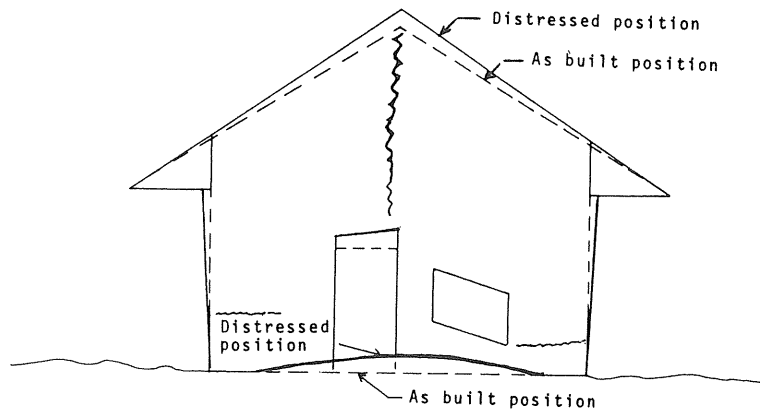 Distressed position
As built position
Distressed
position
As built position